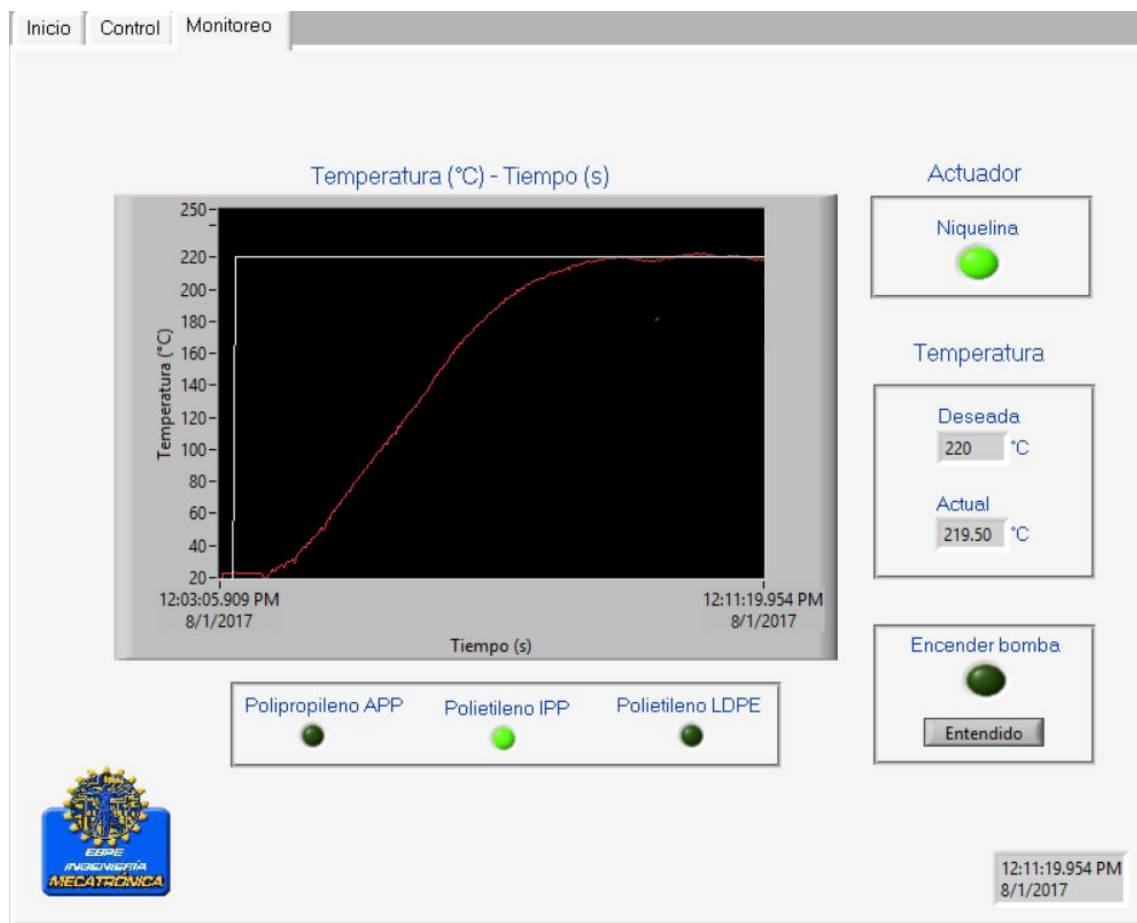 Inicio Control Monitoreo
Temperatura (°C) - Tiempo (s)
250
220
200
180
160
140
120
100
80
60
40
20
Temperatura (°C)
12:03:05.909 PM
8/1/2017
12:11:19.954 PM
8/1/2017
Tiempo (s)
Actuador
Niquelina
Temperatura
Deseada
220 °C
Actual
219.50 °C
Encender bomba
Entendido
Polipropileno APP Polietileno IPP Polietileno LDPE
EBPE
INGENIERÍA
MECATRÓNICA
12:11:19.954 PM
8/1/2017